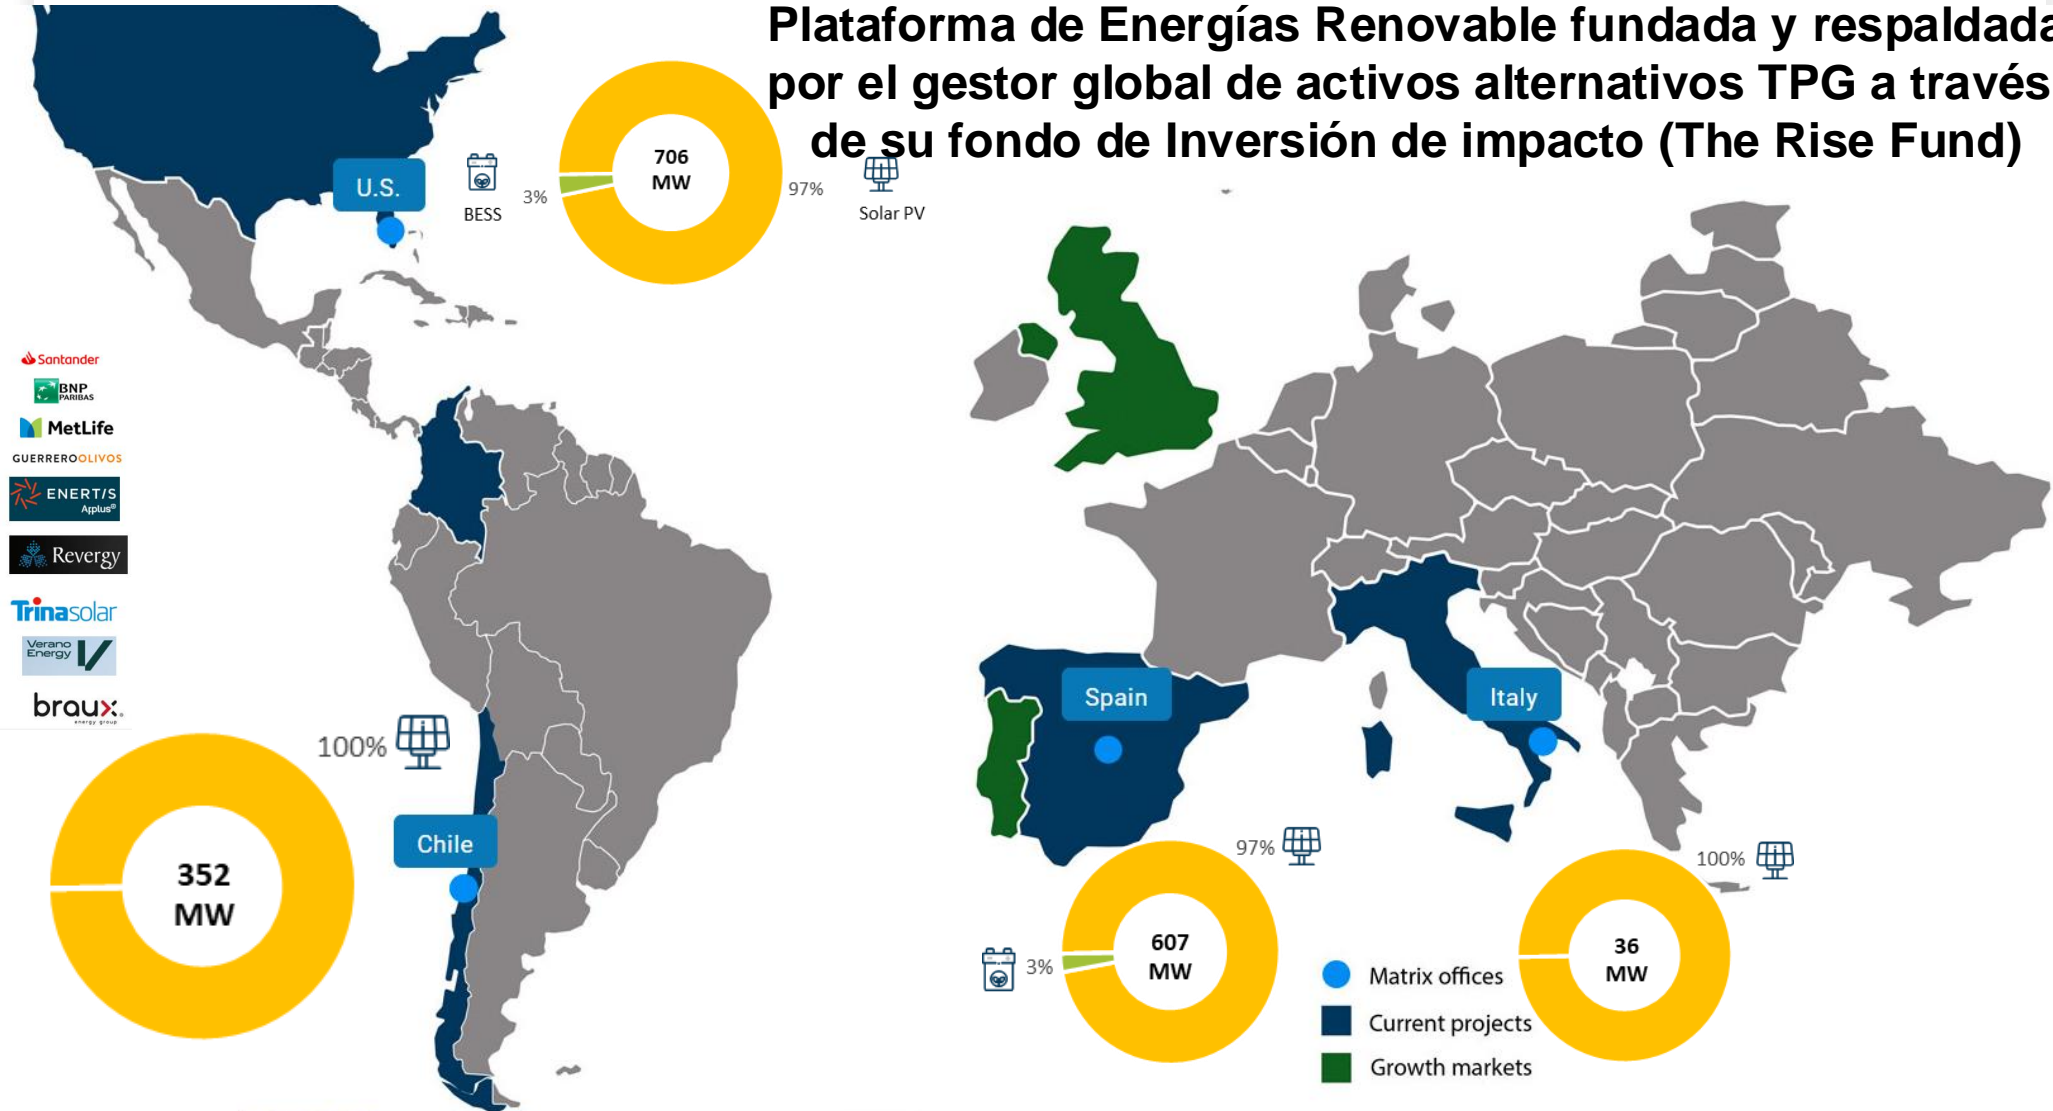 Plataforma de Energías Renovable fundada y respaldada
por el gestor global de activos alternativos TPG a través
de su fondo de Inversión de impacto (The Rise Fund)
U.S.
BESS
3%
706
MW
97%
Solar PV
Santander
BNP
PARIBAS
MetLife
GUERREROOLIVOS
ENERTIS
Applus®
Revergy
Trinasolar
Verano
Energy
braux.
energy group
100%
352
MW
Chile
Spain
Italy
97%
3%
607
MW
100%
36
MW
Matrix offices
Current projects
Growth markets